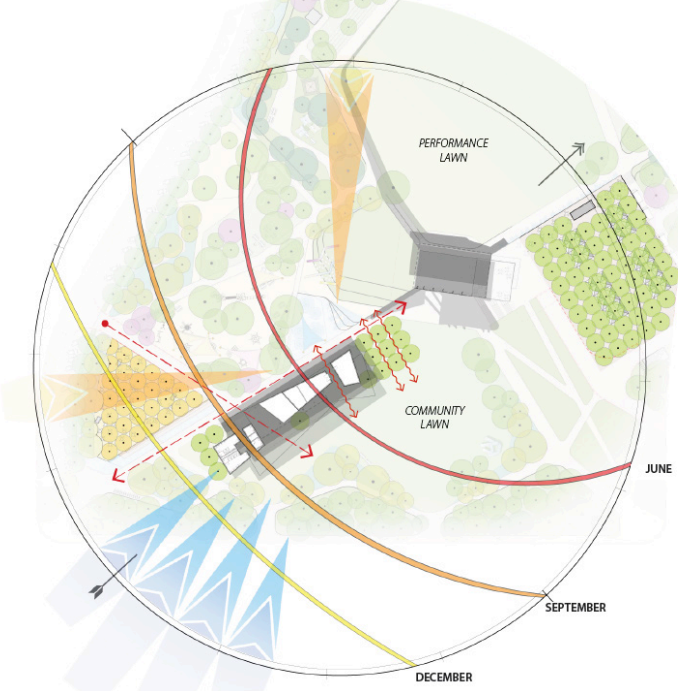 PERFORMANCE
LAWN
COMMUNITY
LAWN
JUNE
SEPTEMBER
DECEMBER